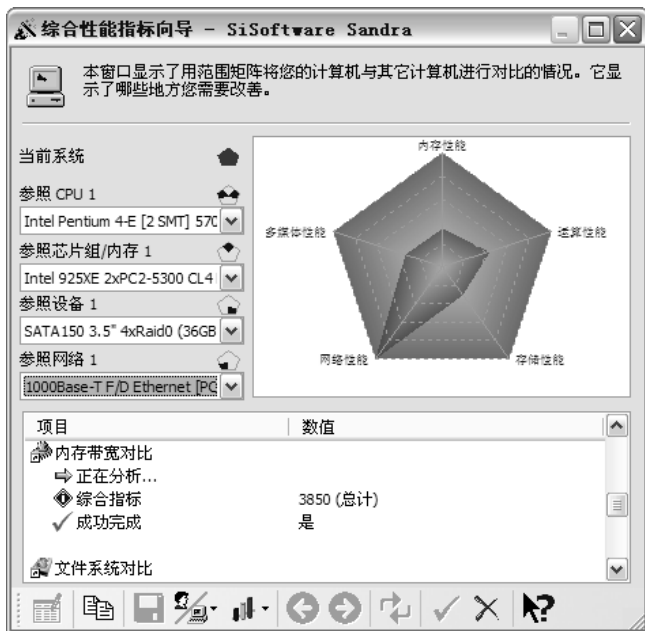 综合性能指标向导 - SiSoftware Sandra
本窗口显示了用范围矩阵将您的计算机与其它计算机进行对比的情况。它显
示了哪些地方您需要改善。
当前系统
参照 CPU 1
Intel Pentium 4-E [2 SMT] 570
参照芯片组/内存 1
Intel 925XE 2xPC2-5300 CL4
参照设备 1
SATA150 3.5" 4xRaid0 (36GB
参照网络 1
1000Base-T F/D Ethernet [PC
内存性能
多媒体性能
运算性能
网络性能
存储性能
项目 数值
内存带宽对比
正在分析...
综合指标 3850 (总计)
成功完成 是
文件系统对比